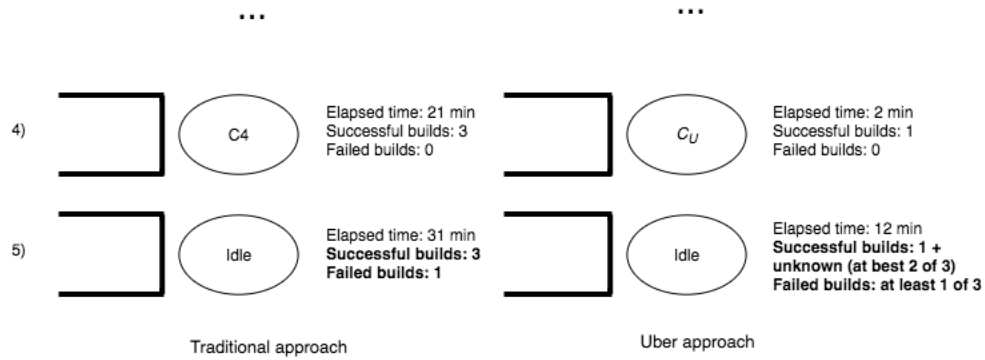 ...
...
4)
C4
Elapsed time: 21 min
Successful builds: 3
Failed builds: 0
C_U
Elapsed time: 2 min
Successful builds: 1
Failed builds: 0
5)
Idle
Elapsed time: 31 min
Successful builds: 3
Failed builds: 1
Idle
Elapsed time: 12 min
Successful builds: 1 +
unknown (at best 2 of 3)
Failed builds: at least 1 of 3
Traditional approach
Uber approach